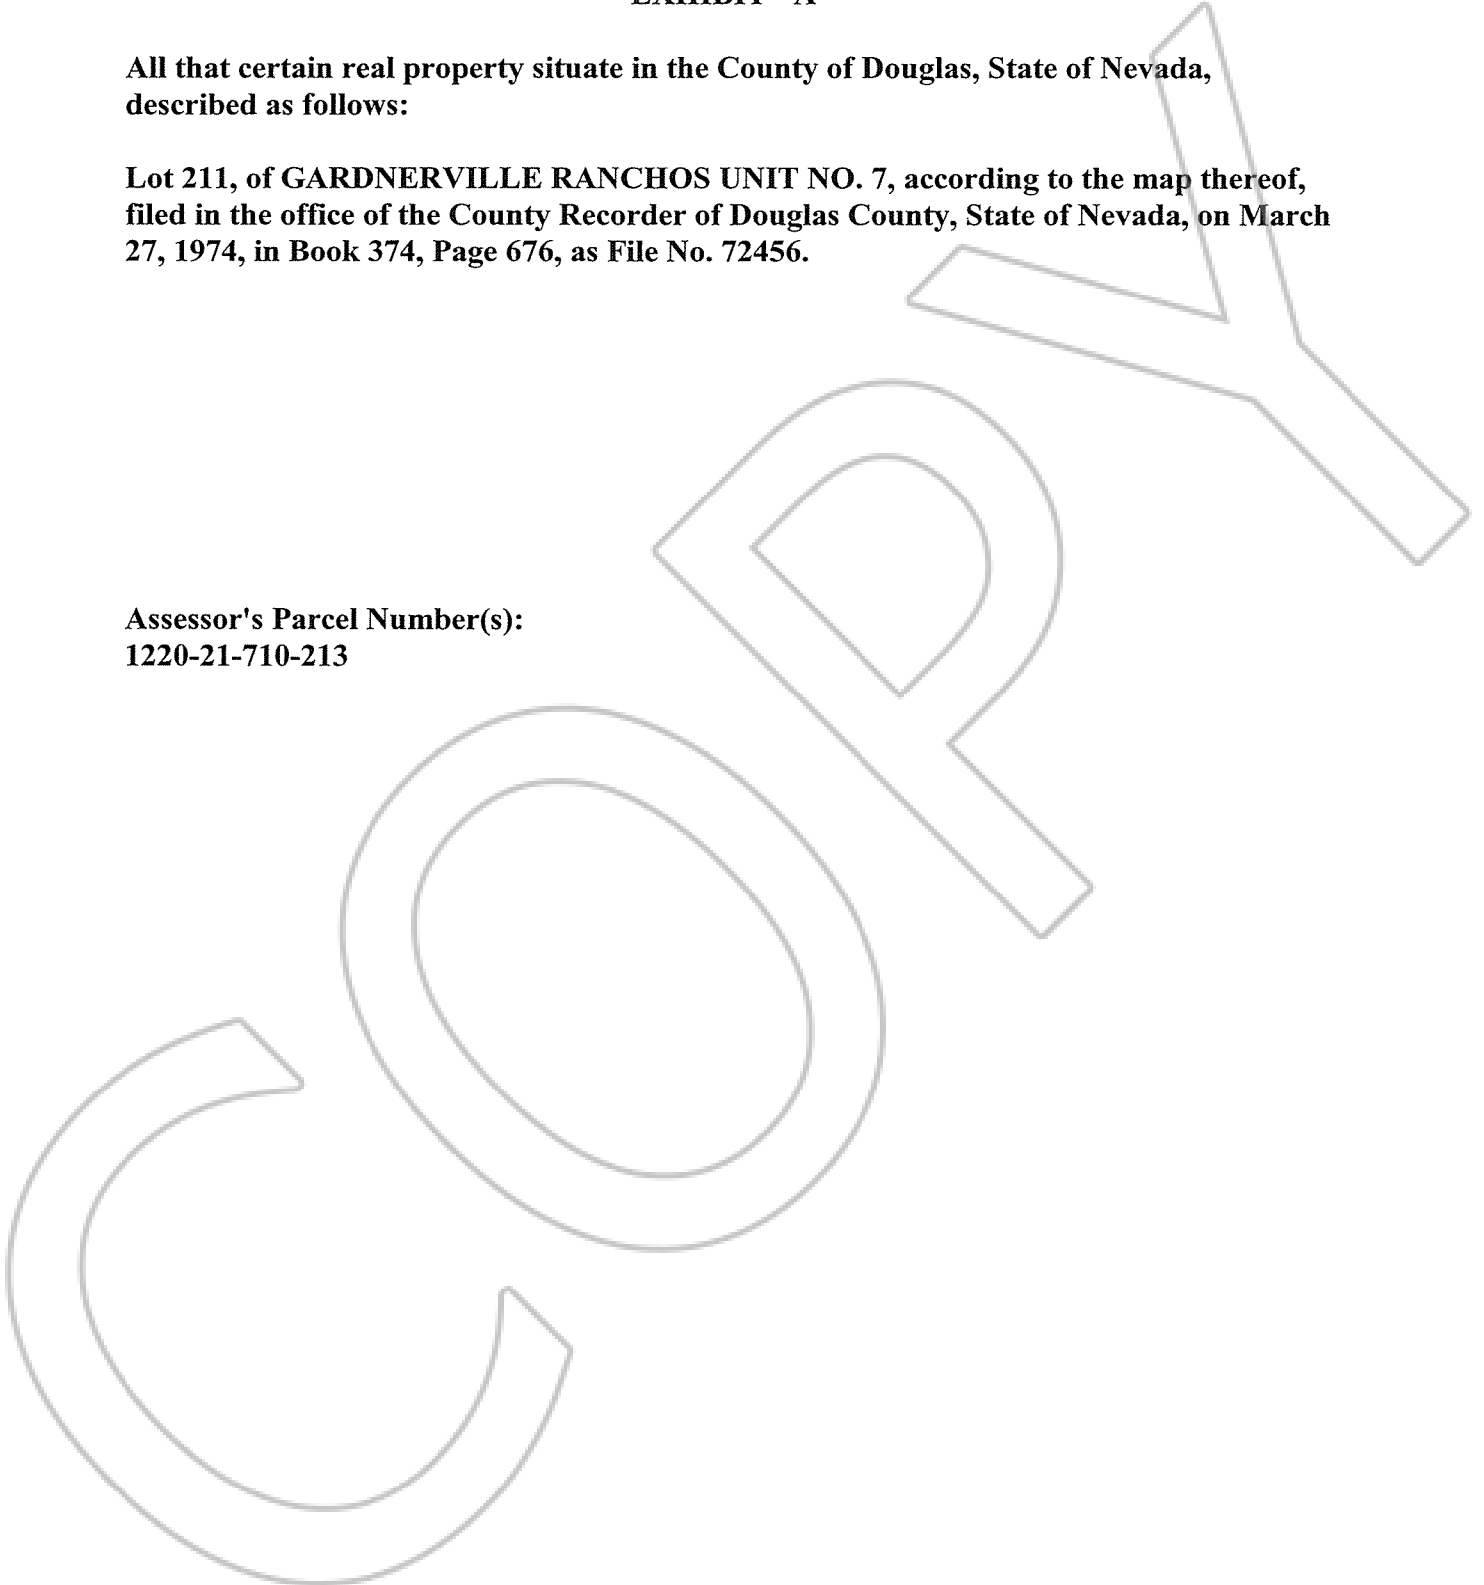 EXHIBIT "A"
All that certain real property situate in the County of Douglas, State of Nevada,
described as follows:
Lot 211, of GARDNERVILLE RANCHOS UNIT NO. 7, according to the map thereof,
filed in the office of the County Recorder of Douglas County, State of Nevada, on March
27, 1974, in Book 374, Page 676, as File No. 72456.
Assessor's Parcel Number(s):
1220-21-710-213
COPY